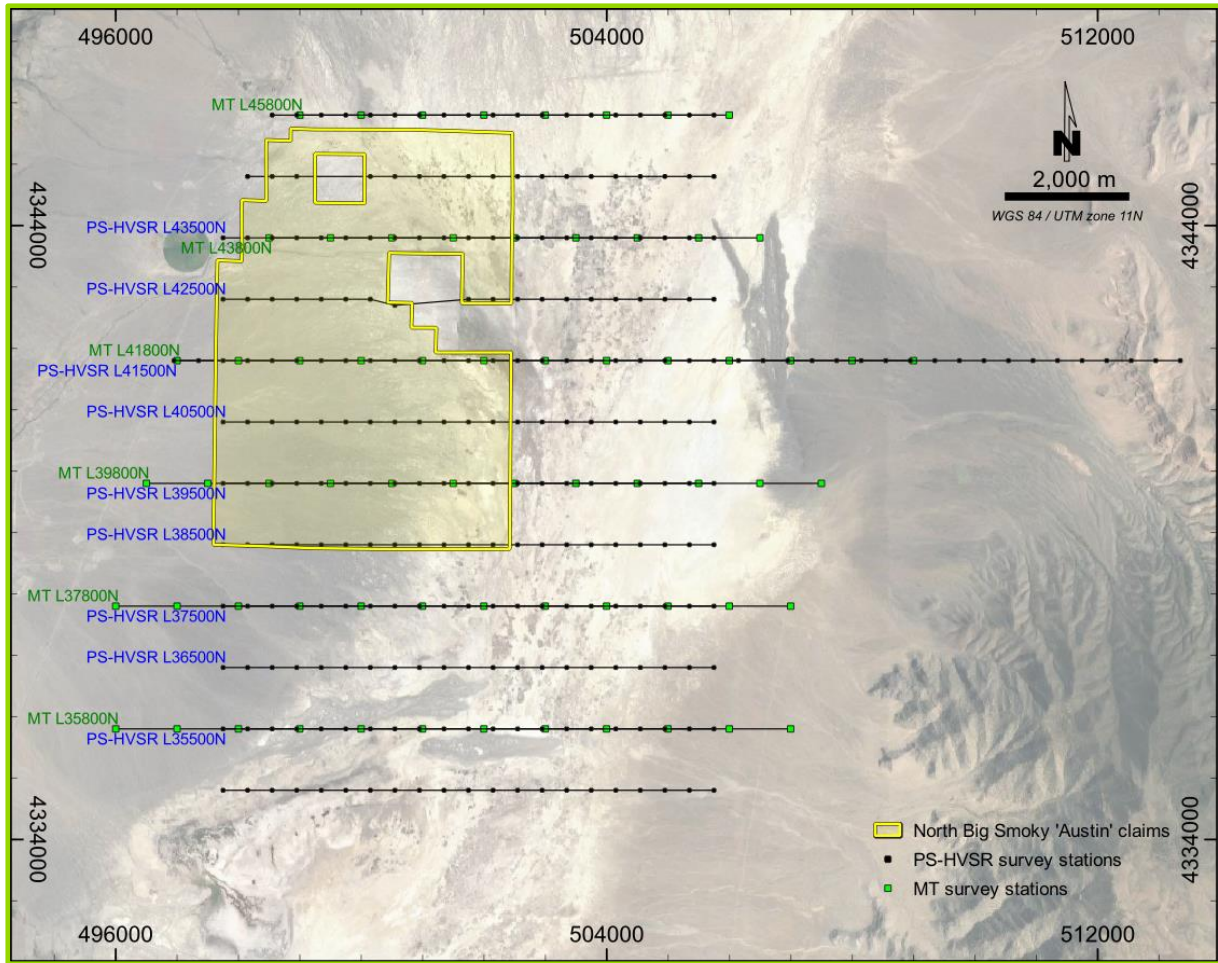 496000
504000
512000
MT L45800N
N
2,000 m
WGS 84 / UTM zone 11N
4344000
4344000
PS-HVSR L43500N
MT L43800N
PS-HVSR L42500N
MT L41800N
PS-HVSR L41500N
PS-HVSR L40500N
MT L39800N
PS-HVSR L39500N
PS-HVSR L38500N
MT L37800N
PS-HVSR L37500N
PS-HVSR L36500N
MT L35800N
PS-HVSR L35500N
4334000
4334000
North Big Smoky 'Austin' claims
PS-HVSR survey stations
MT survey stations
496000
504000
512000